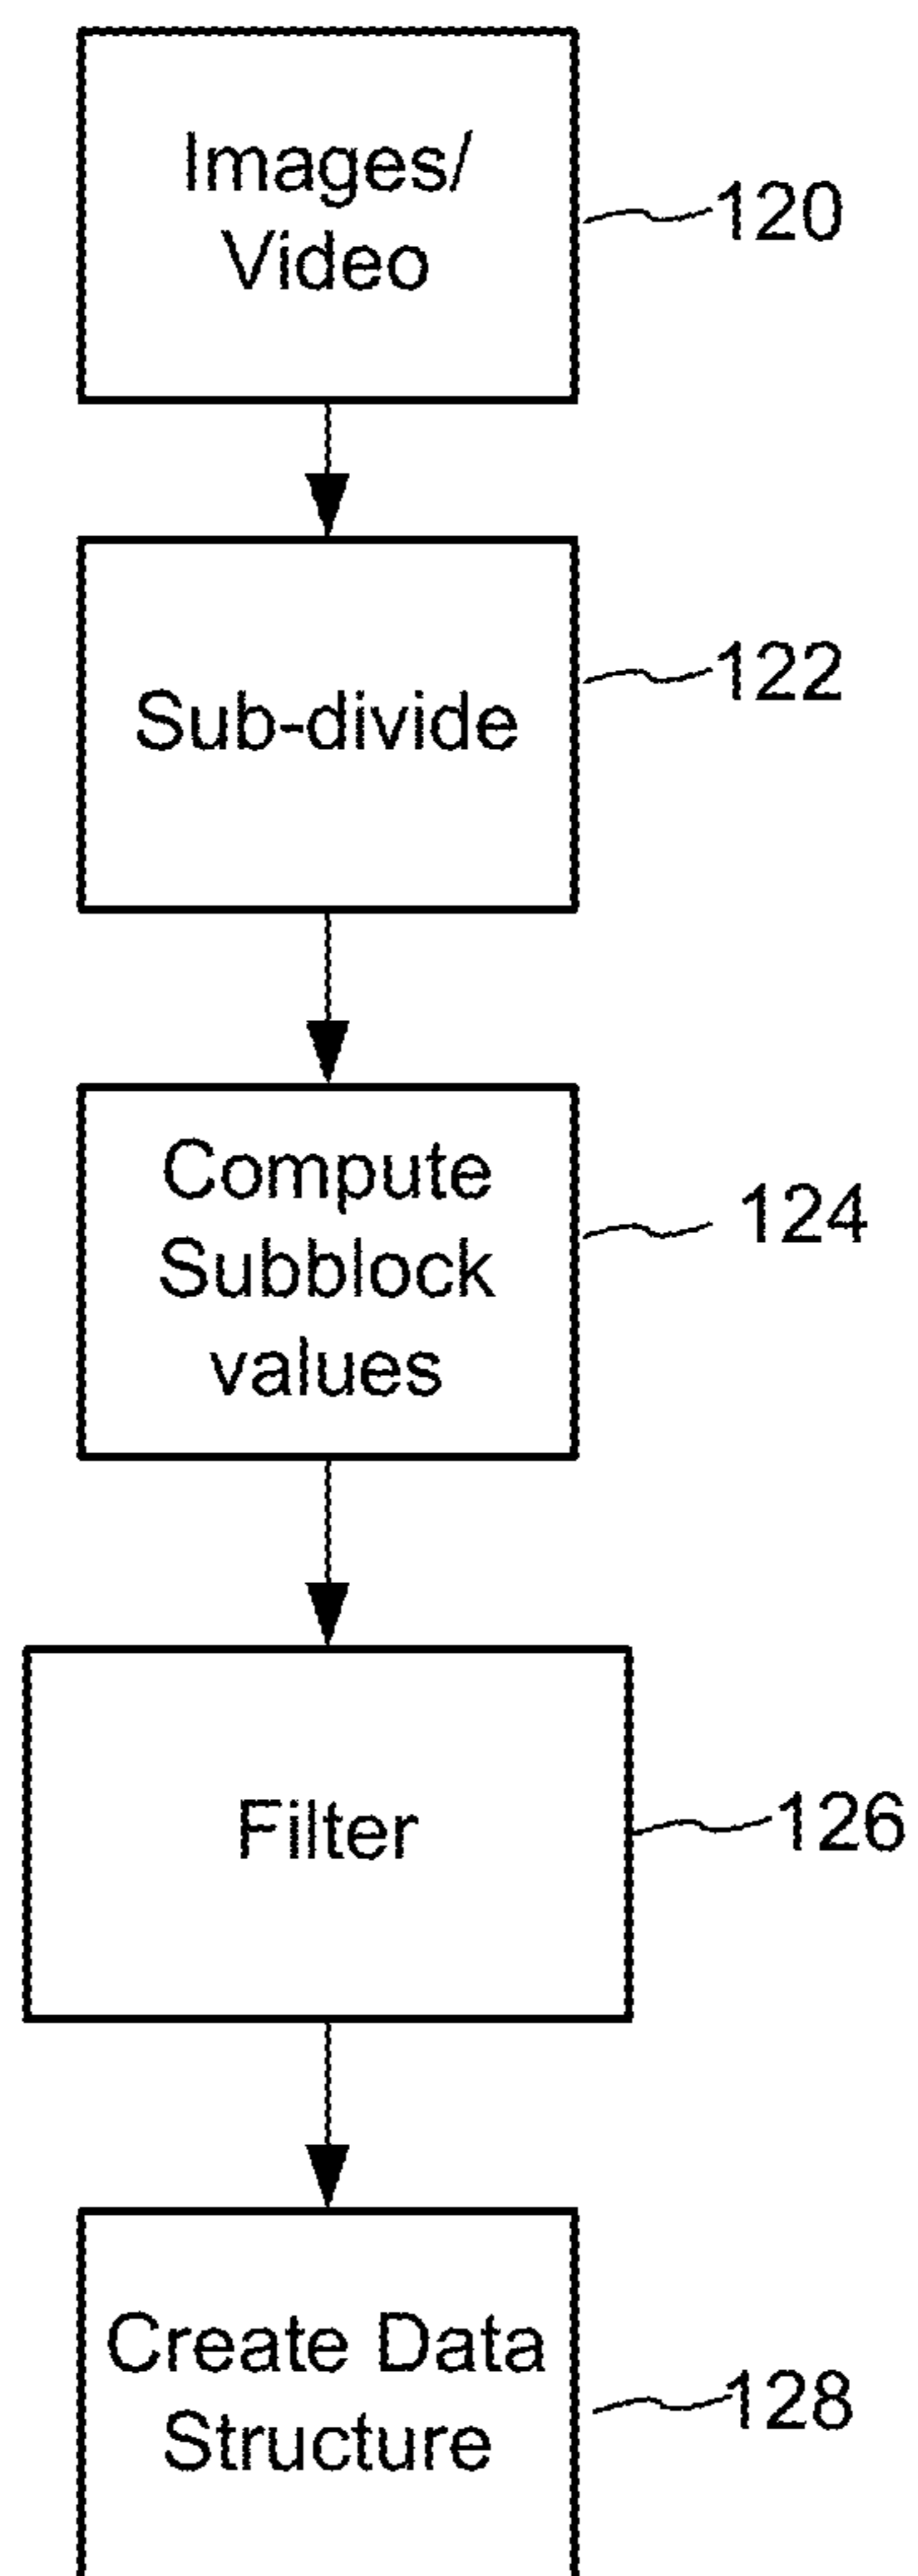 Images/
Video
120
Sub-divide
122
Compute
Subblock
values
124
Filter
126
Create Data
Structure
128